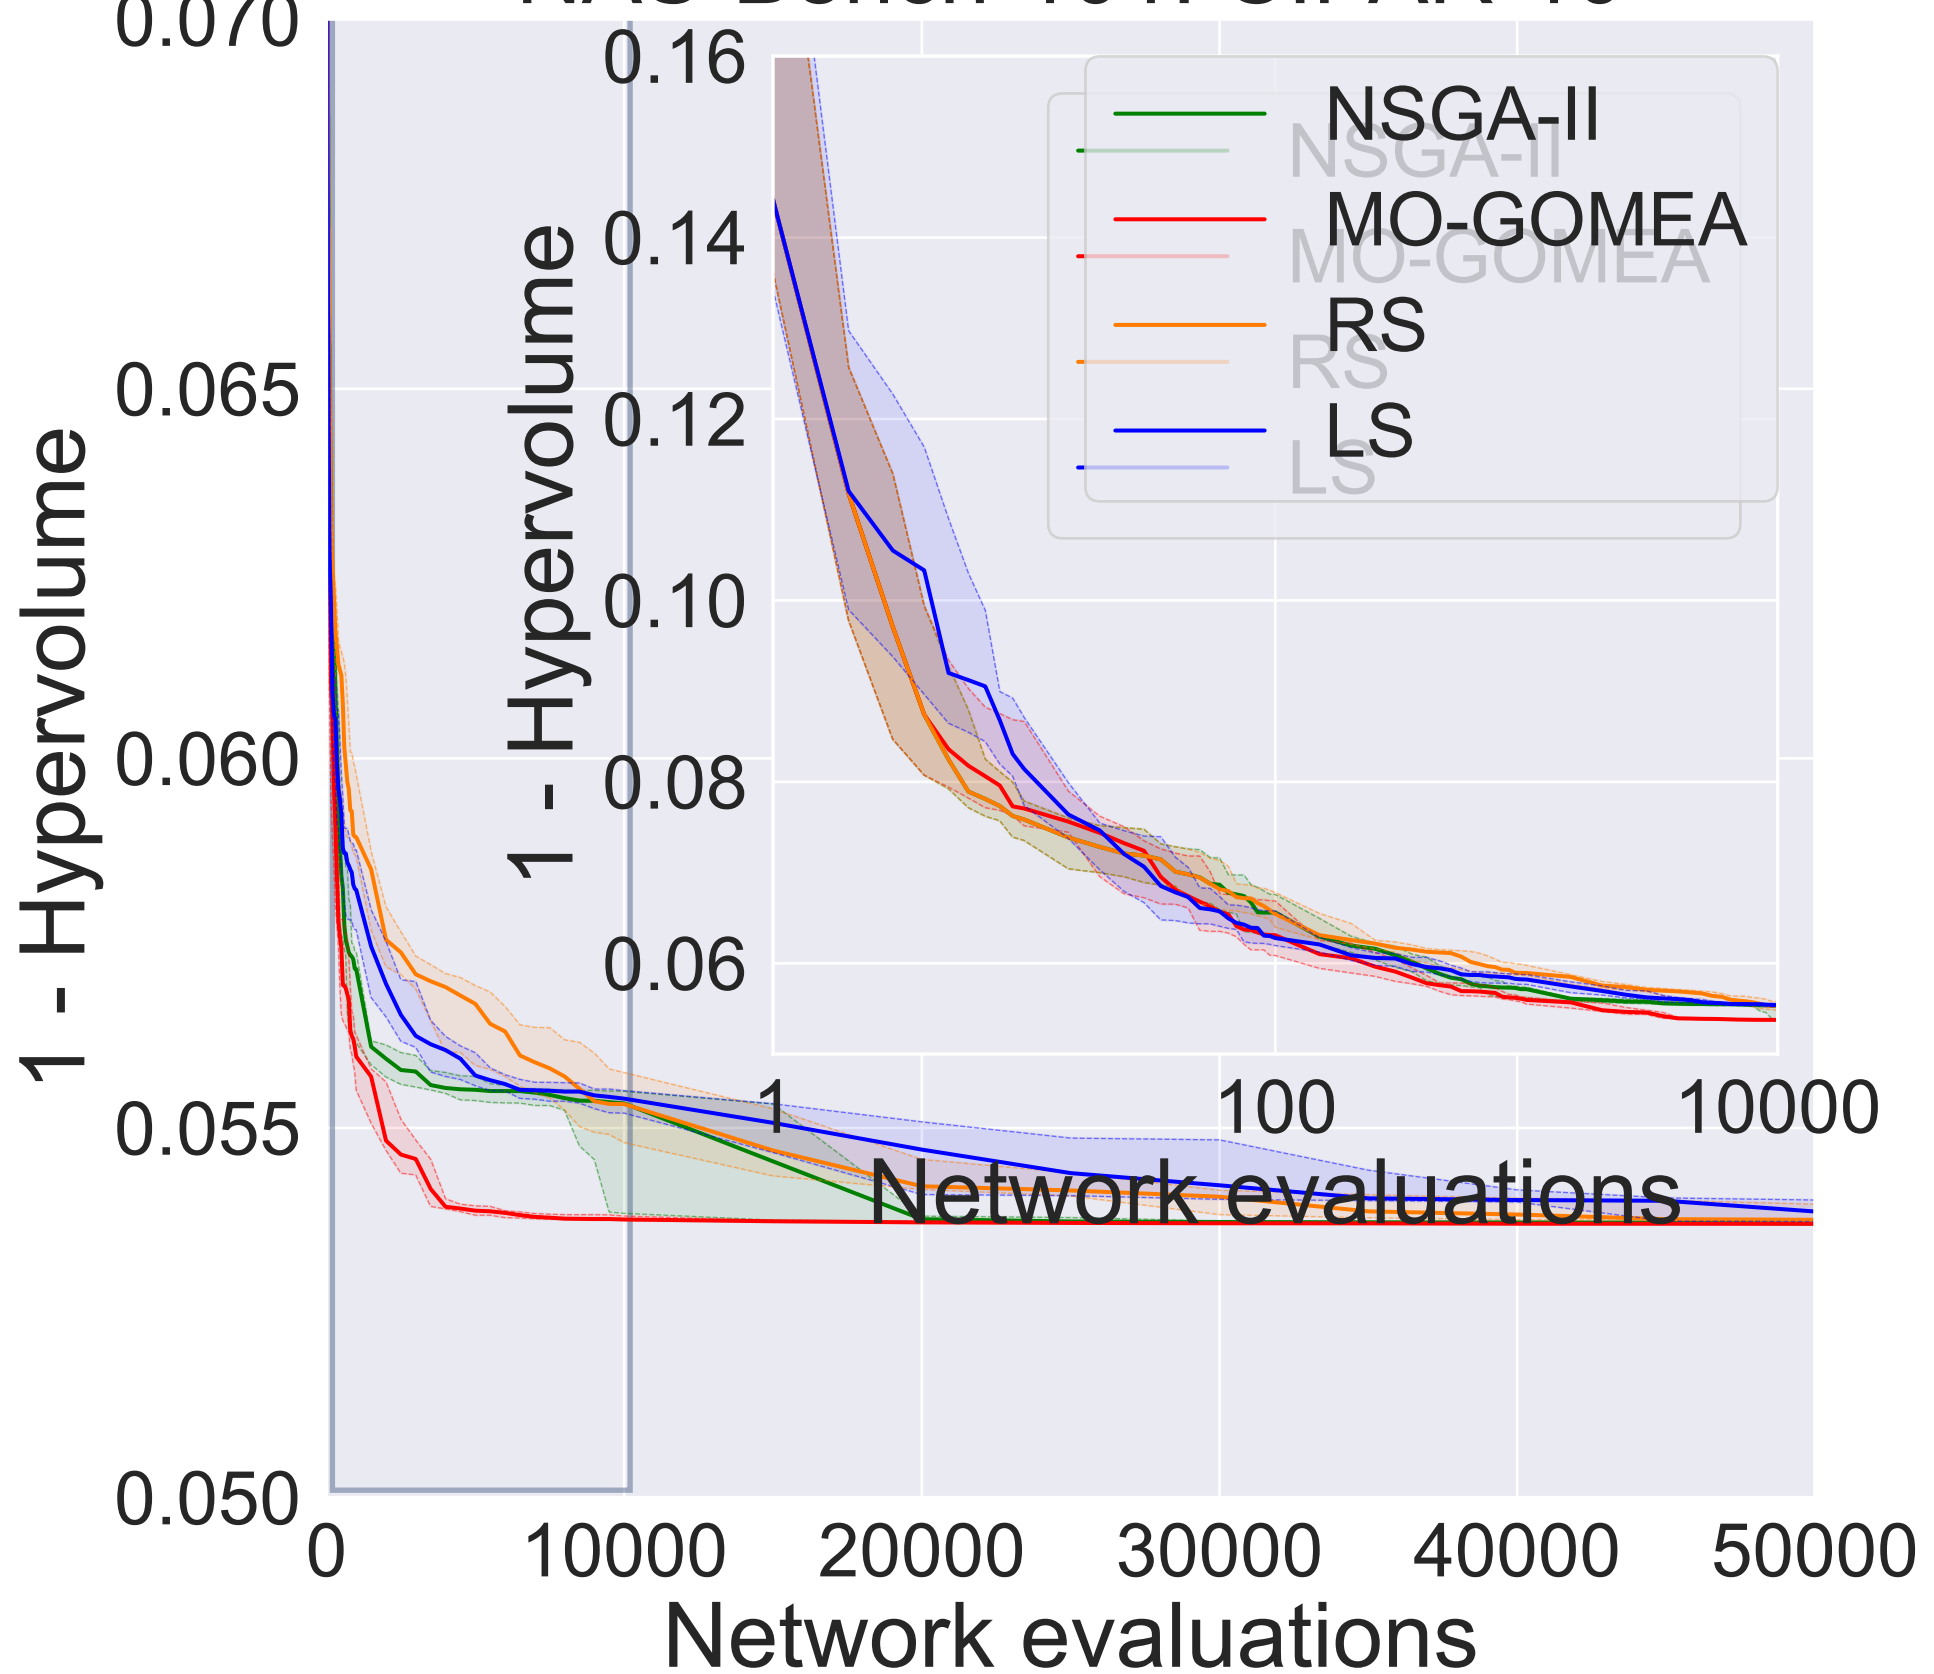 0.070
0.065
0.060
0.055
0.050
1 - Hypervolume
0.16
0.14
0.12
0.10
0.08
0.06
1 - Hypervolume
NSGA-II
MO-GOMEA
RS
LS
NSGA-II
MO-GOMEA
RS
LS
1 100 10000
Network evaluations
0 10000 20000 30000 40000 50000
Network evaluations